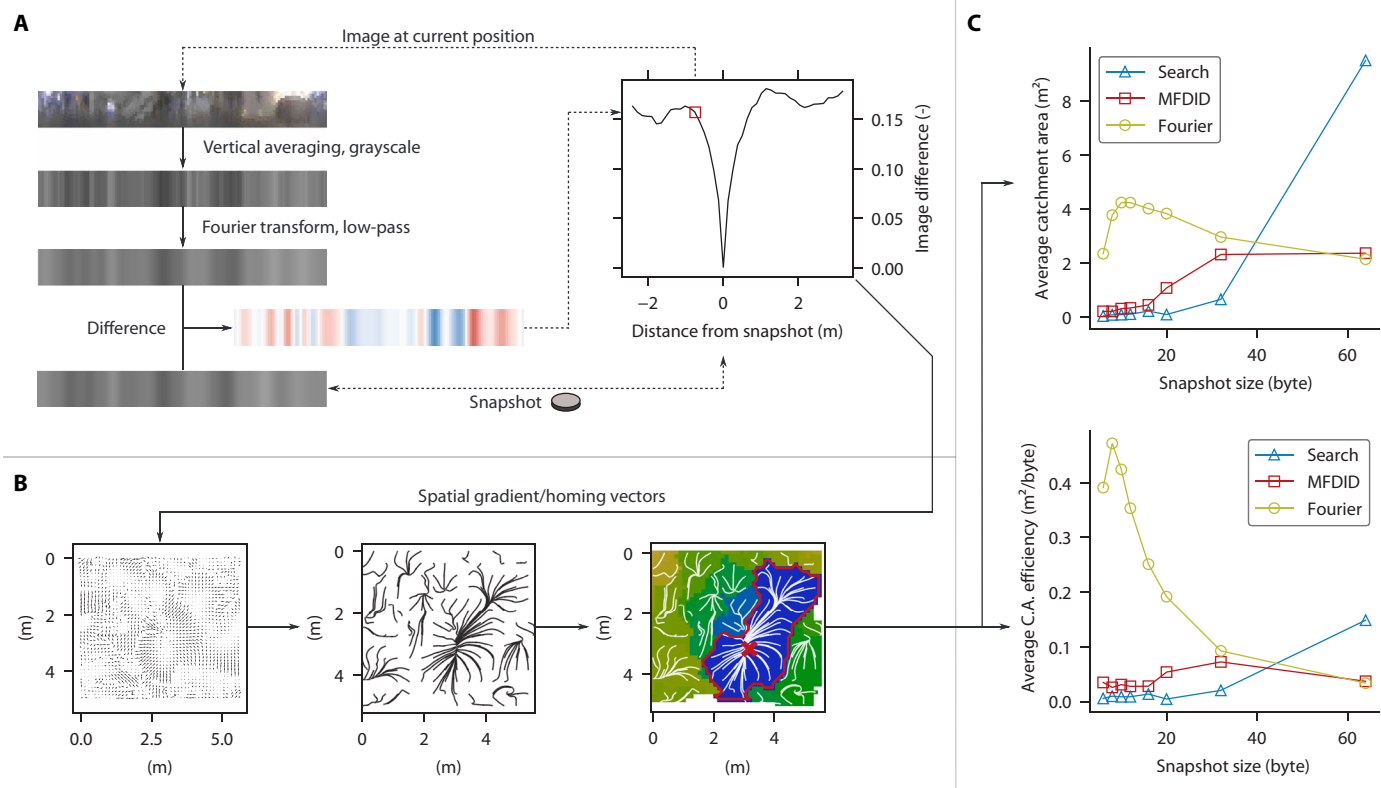 A
Image at current position
Vertical averaging, grayscale
Fourier transform, low-pass
Difference
Snapshot
0.15
0.10
0.05
0.00
Image difference (-)
−2
0
2
Distance from snapshot (m)
B
Spatial gradient/homing vectors
0
2
4
(m)
0.0
2.5
5.0
(m)
0
2
4
(m)
0
2
4
(m)
0
2
4
(m)
0
2
4
(m)
C
Search
MFDID
Fourier
8
6
4
2
0
Average catchment area (m²)
20
40
60
Snapshot size (byte)
Search
MFDID
Fourier
0.4
0.3
0.2
0.1
0.0
Average C.A. efficiency (m²/byte)
20
40
60
Snapshot size (byte)